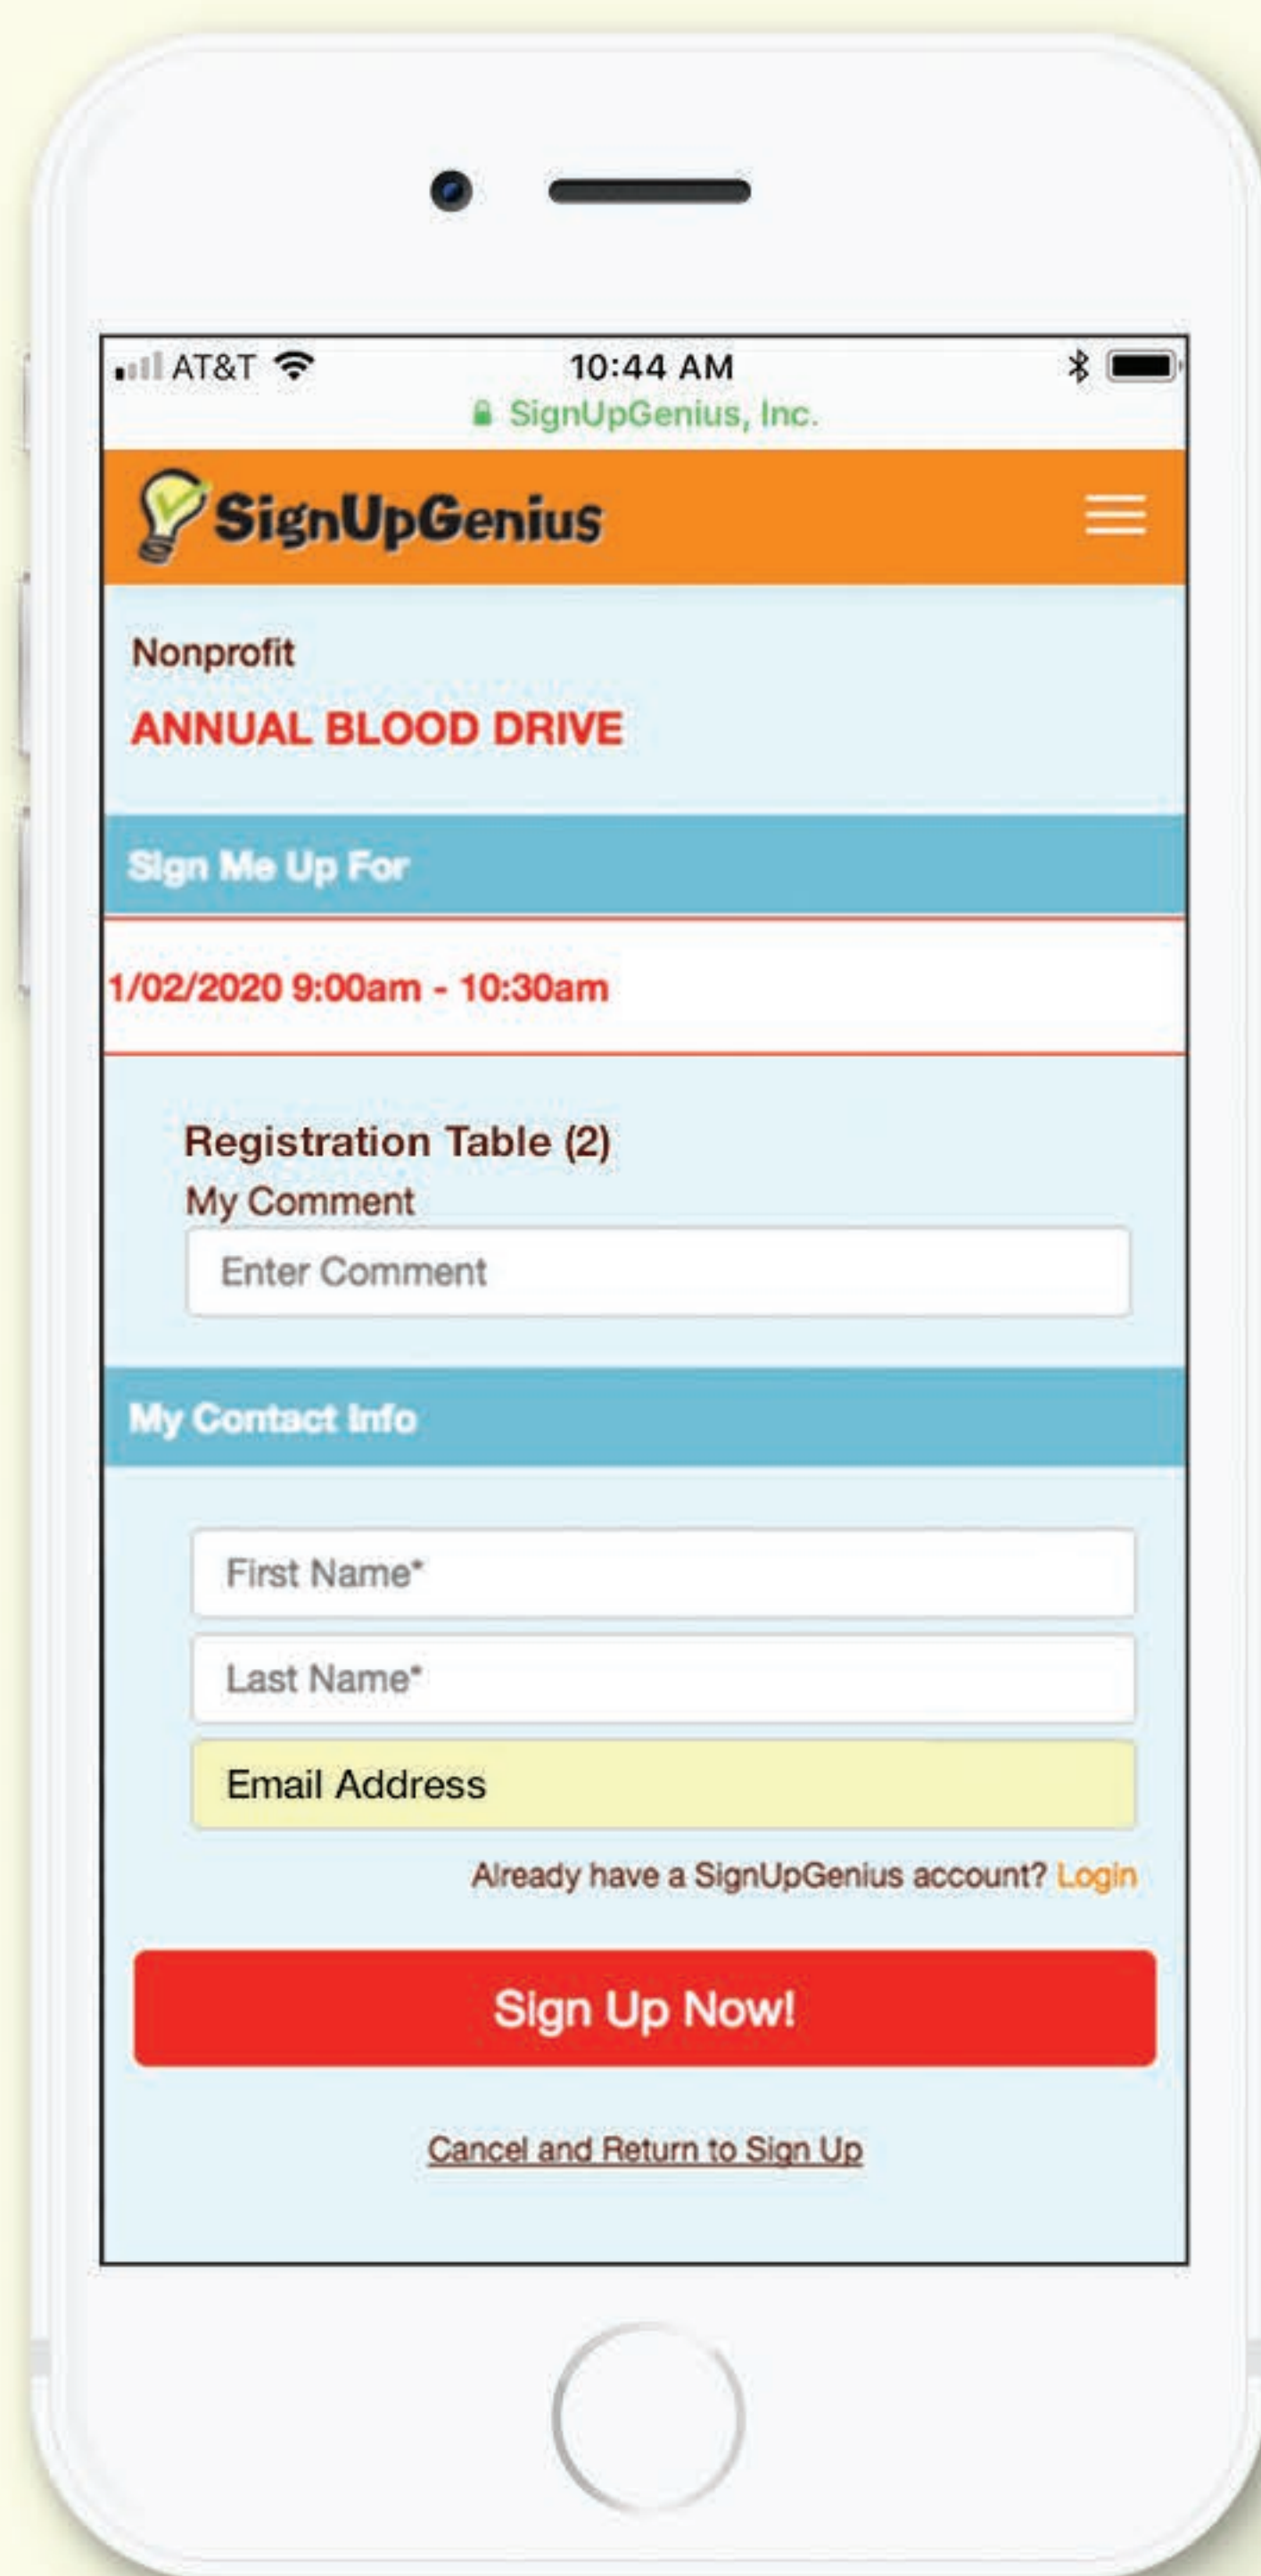 AT&T 10:44 AM
SignUpGenius, Inc.
SignUpGenius
Nonprofit
ANNUAL BLOOD DRIVE
Sign Me Up For
1/02/2020 9:00am - 10:30am
Registration Table (2)
My Comment
Enter Comment
My Contact Info
First Name*
Last Name*
Email Address
Already have a SignUpGenius account? Login
Sign Up Now!
Cancel and Return to Sign Up